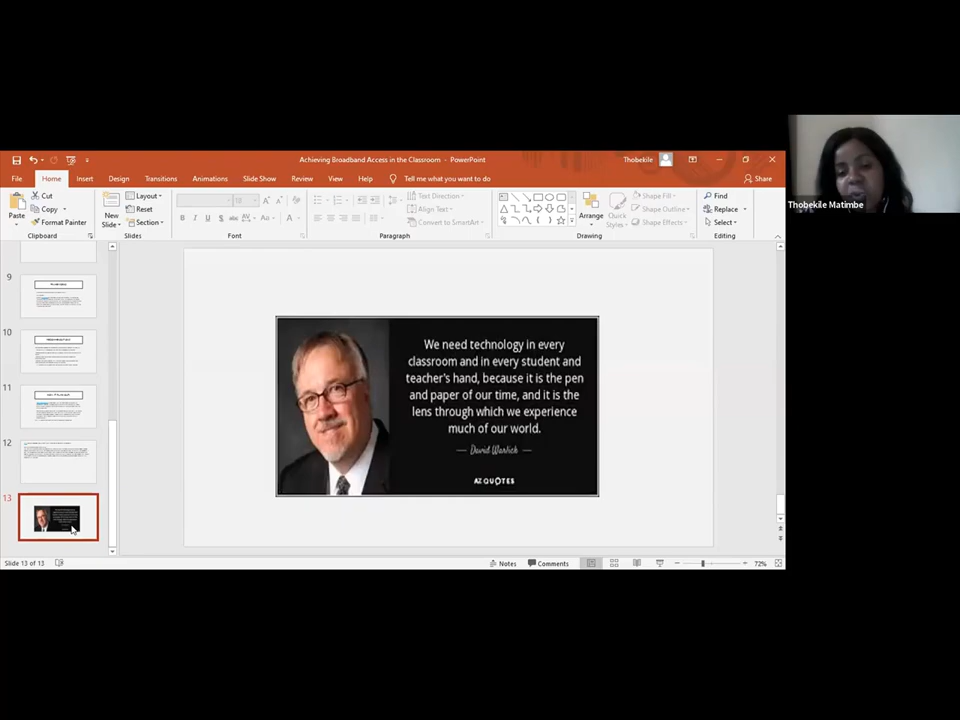 Achieving Broadband Access in the Classroom - PowerPoint
Thobekile
File Home Insert Design Transitions Animations Slide Show Review View Help Tell me what you want to do
Share
Paste
Cut
Copy
Format Painter
Clipboard
New
Slide
Layout
Reset
Section
Slides
Font
Text Direction
Align Text
Convert to SmartArt
Paragraph
Arrange
Quick
Styles
Shape Fill
Shape Outline
Shape Effects
Drawing
Find
Replace
Select
Editing
Thobekile Matimbe
9
10
11
12
13
We need technology in every
classroom and in every student and
teacher's hand, because it is the pen
and paper of our time, and it is the
lens through which we experience
much of our world.
— David Warlich —
AZ QUOTES
Slide 13 of 13
Notes
Comments
72%